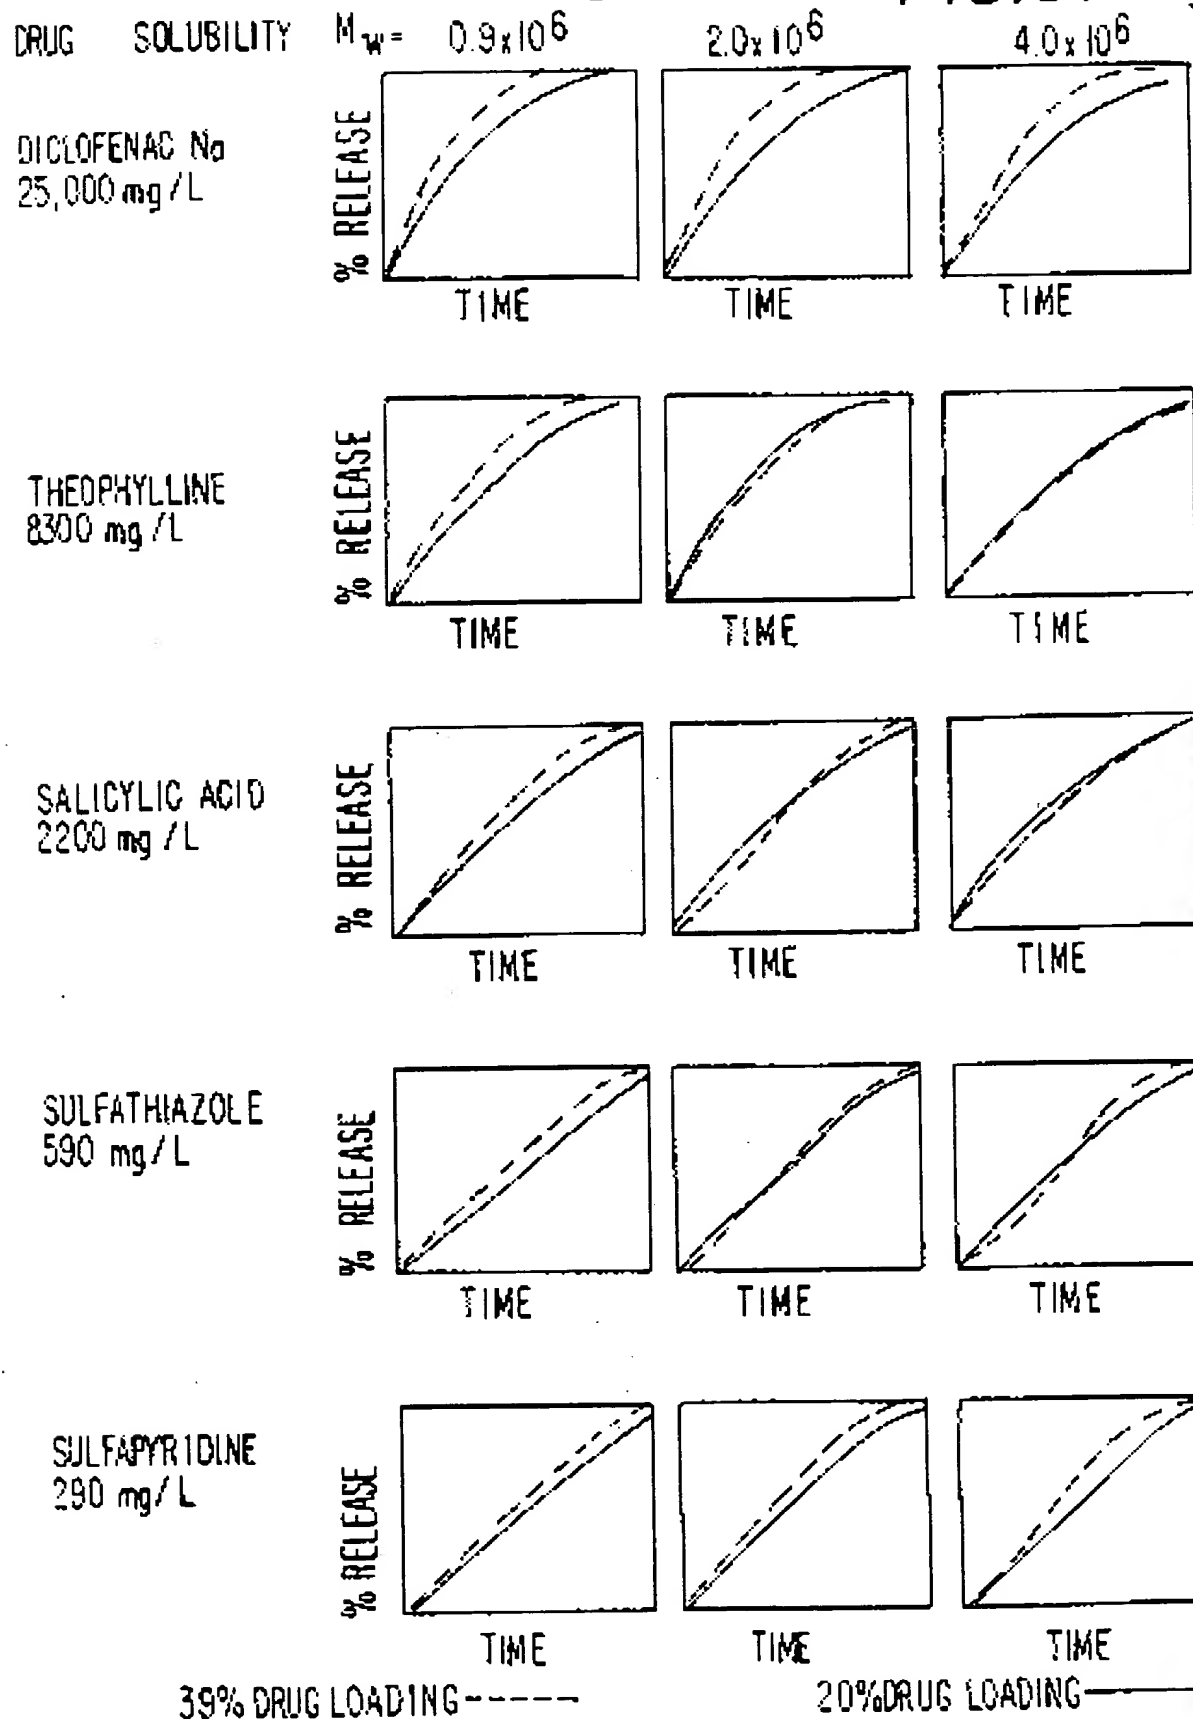 DRUG SOLUBILITY Mw= 0.9x10^6 2.0x10^6 4.0x10^6
DICLOFENAC Na
25,000 mg/L
% RELEASE
TIME TIME TIME
THEOPHYLLINE
8300 mg/L
% RELEASE
TIME TIME TIME
SALICYLIC ACID
2200 mg/L
% RELEASE
TIME TIME TIME
SULFATHIAZOLE
590 mg/L
% RELEASE
TIME TIME TIME
SULFAPYRIDINE
290 mg/L
% RELEASE
TIME TIME TIME
39% DRUG LOADING----- 20%DRUG LOADING—